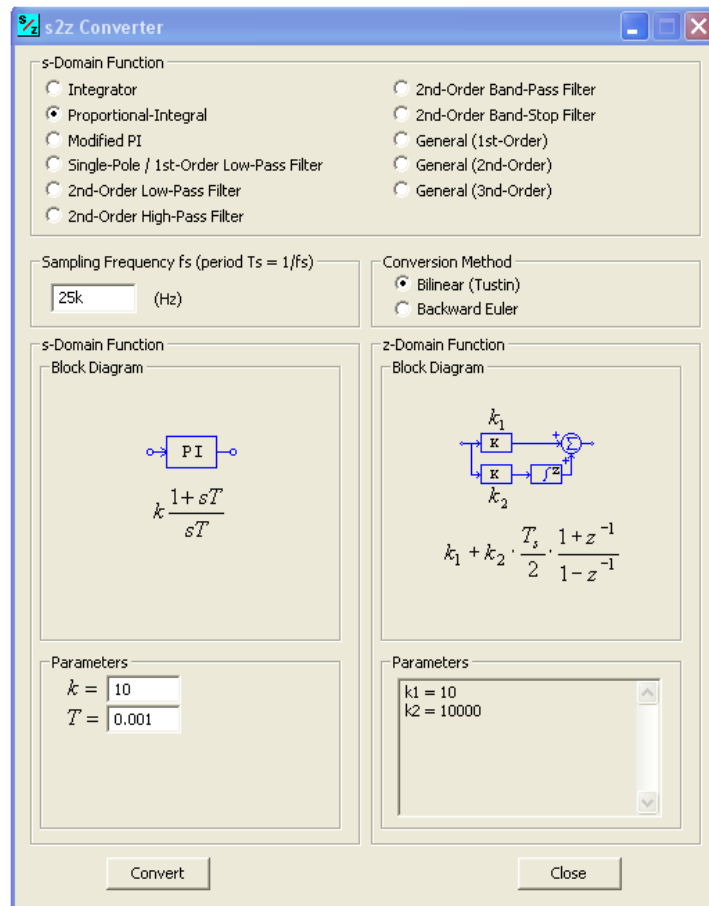 s/z s2z Converter
s-Domain Function
Integrator
Proportional-Integral
Modified PI
Single-Pole / 1st-Order Low-Pass Filter
2nd-Order Low-Pass Filter
2nd-Order High-Pass Filter
2nd-Order Band-Pass Filter
2nd-Order Band-Stop Filter
General (1st-Order)
General (2nd-Order)
General (3nd-Order)
Sampling Frequency fs (period Ts = 1/fs)
25k (Hz)
Conversion Method
Bilinear (Tustin)
Backward Euler
s-Domain Function
Block Diagram
PI
k (1 + sT) / (sT)
Parameters
k = 10
T = 0.001
z-Domain Function
Block Diagram
k₁
K + Σ
K ∫z +
k₂
k₁ + k₂ · Tₛ/2 · (1 + z⁻¹)/(1 − z⁻¹)
Parameters
k1 = 10
k2 = 10000
Convert
Close